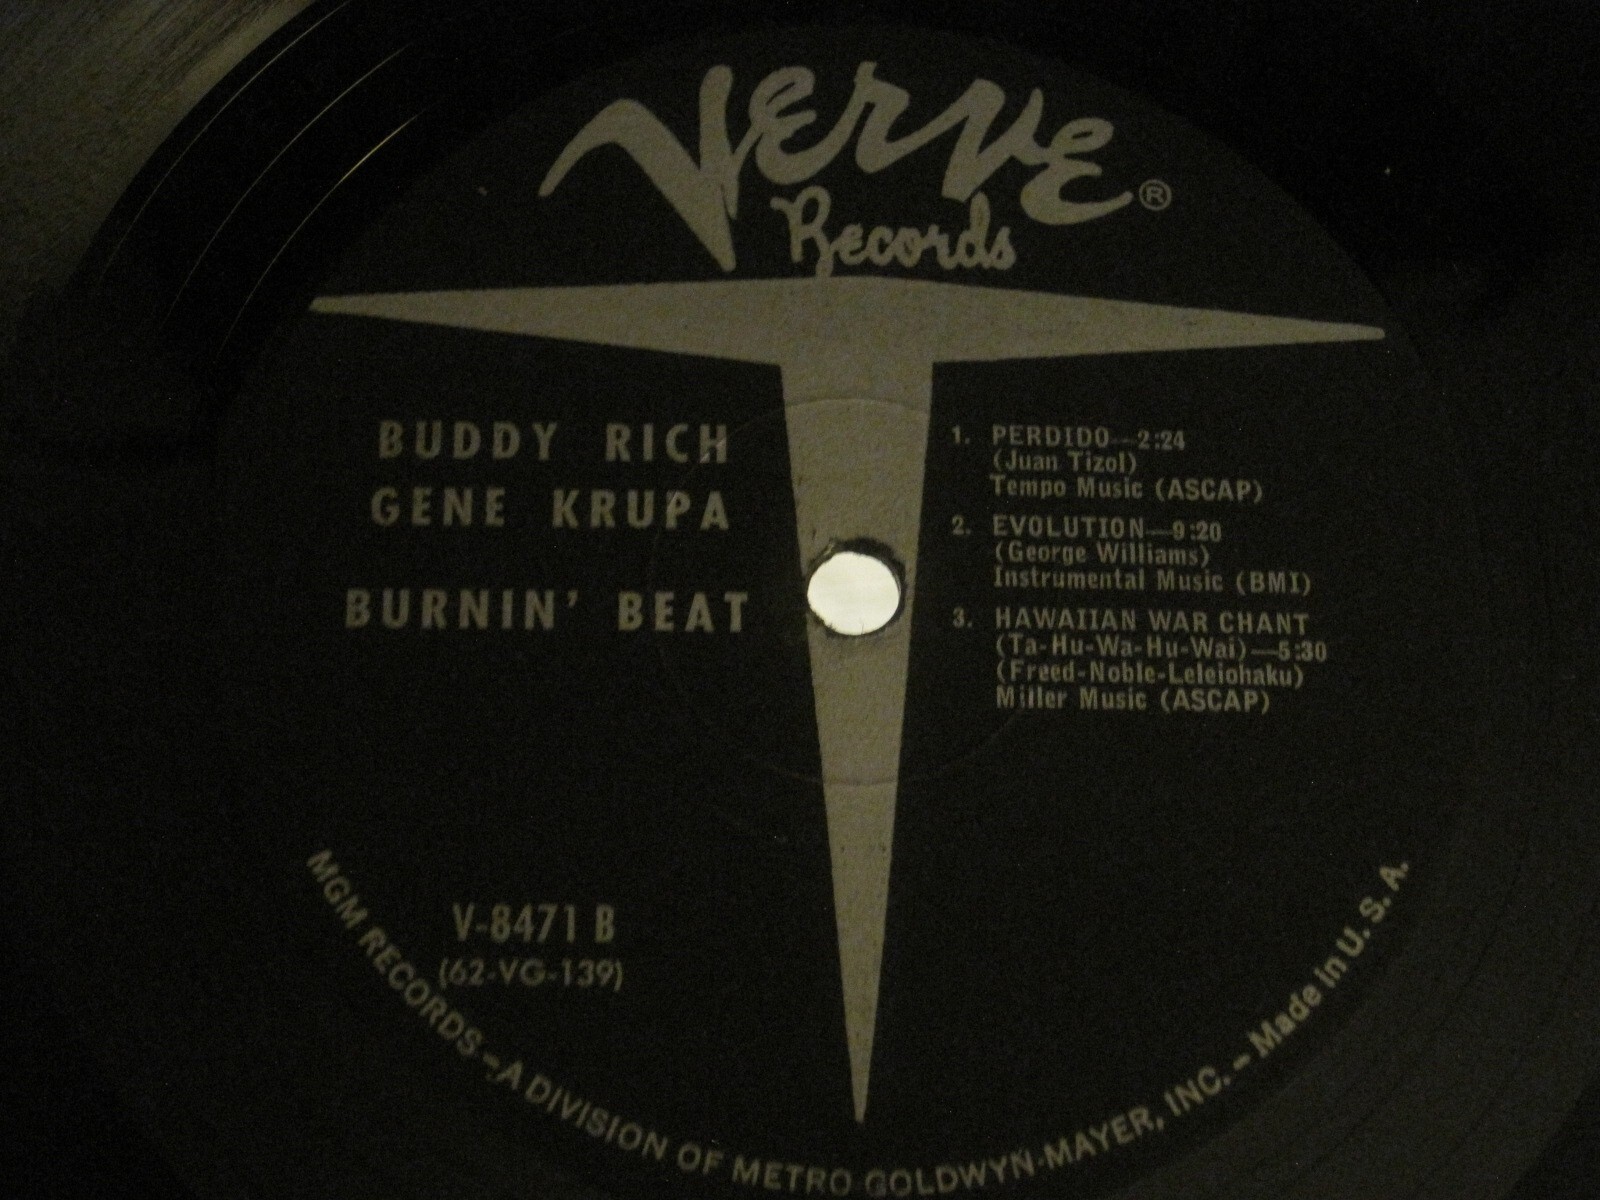 Verve ®
Records
BUDDY RICH
GENE KRUPA
BURNIN' BEAT
1. PERDIDO—2:24
(Juan Tizol)
Tempo Music (ASCAP)
2. EVOLUTION—9:20
(George Williams)
Instrumental Music (BMI)
3. HAWAIIAN WAR CHANT
(Ta-Hu-Wa-Hu-Wai)—5:30
(Freed-Noble-Leleiohaku)
Miller Music (ASCAP)
V-8471 B
(62-VG-139)
MGM RECORDS – A DIVISION OF METRO GOLDWYN-MAYER, INC. – Made in U. S. A.